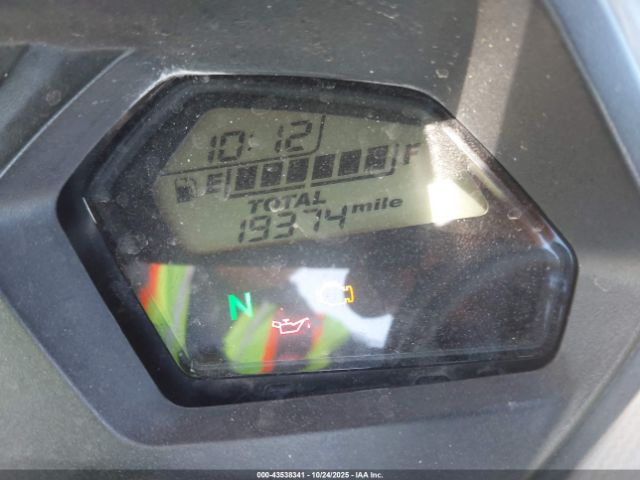 10:12
E F
TOTAL
19374 mile
N
000-43538341 - 10/24/2025 - IAA Inc.